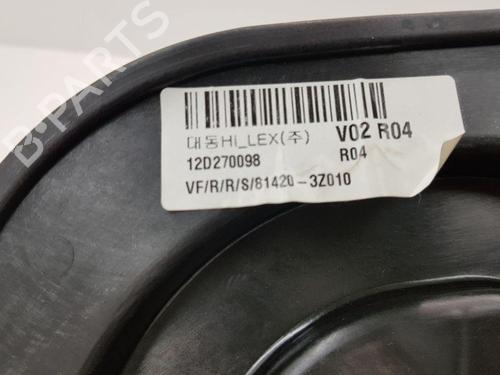 B-PARTS
대동HI_LEX(주) V02 R04
12D270098 R04
VF/R/R/S/81420-3Z010